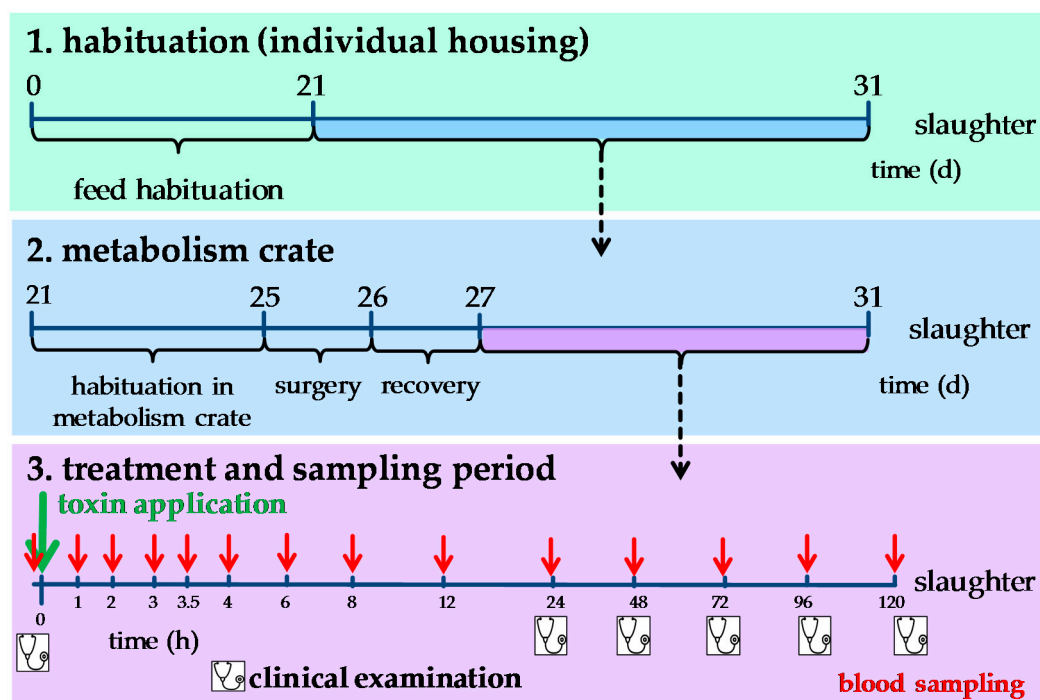 1. habituation (individual housing)
0 21 31
slaughter
time (d)
feed habituation
2. metabolism crate
21 25 26 27 31
slaughter
habituation in
metabolism crate
surgery recovery
time (d)
3. treatment and sampling period
toxin application
slaughter
0 1 2 3 3.5 4 6 8 12 24 48 72 96 120
time (h)
clinical examination
blood sampling